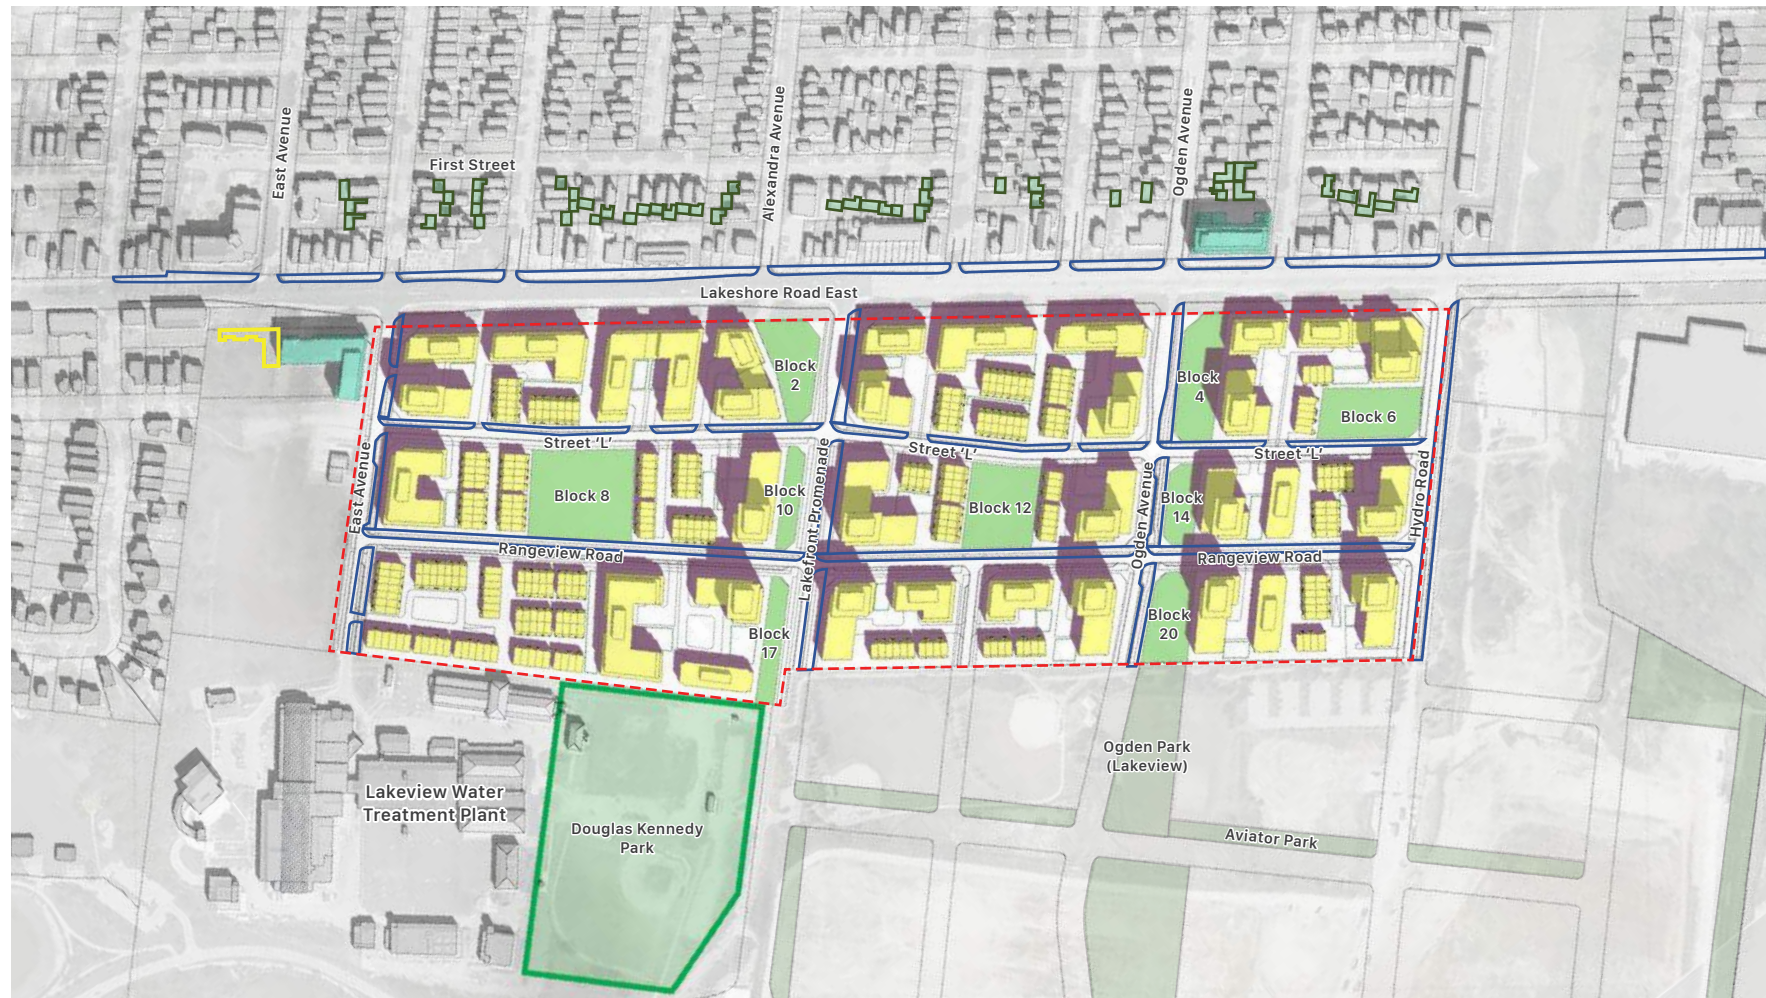 East Avenue
First Street
Alexandra Avenue
Ogden Avenue
Lakeshore Road East
Block
2
Block
4
Block 6
Street ‘L’
Street ‘L’
Street ‘L’
East Avenue
Block 8
Block
10
Lakefront Promenade
Block 12
Ogden Avenue
Block
14
Hydro Road
Rangeview Road
Rangeview Road
Block
17
Block
20
Lakeview Water
Treatment Plant
Douglas Kennedy
Park
Ogden Park
(Lakeview)
Aviator Park